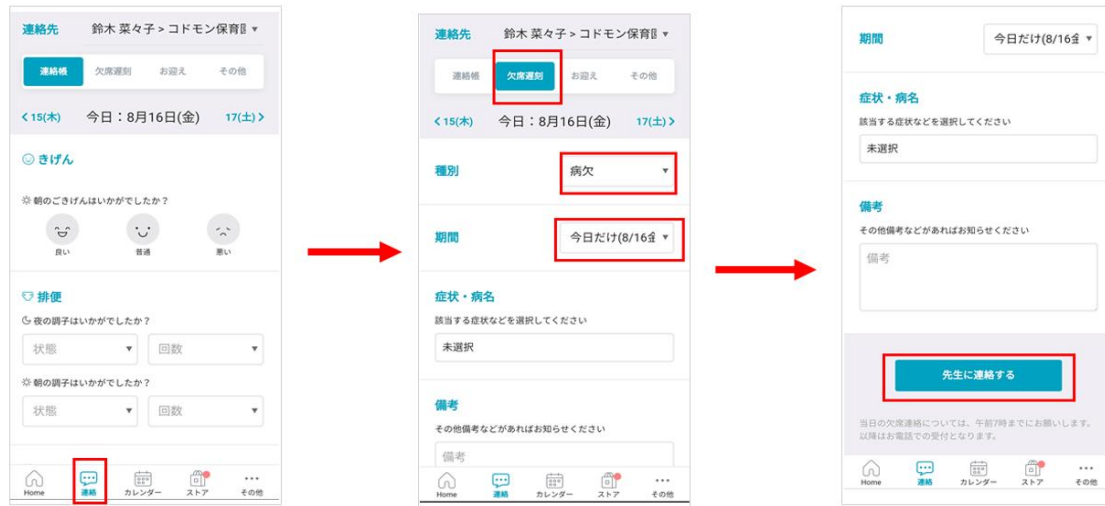 連絡先 鈴木 菜々子 > コドモン保育園
連絡帳 欠席遅刻 お迎え その他
15(木) 今日：8月16日(金) 17(土)
きげん
朝のごきげんはいかがでしたか？
良い 普通 悪い
排便
夜の調子はいかがでしたか？
状態 回数
朝の調子はいかがでしたか？
状態 回数
Home 連絡 カレンダー ストア その他
連絡先 鈴木 菜々子 > コドモン保育園
連絡帳 欠席遅刻 お迎え その他
15(木) 今日：8月16日(金) 17(土)
種別 病欠
期間 今日だけ(8/16金
症状・病名
該当する症状などを選択してください
未選択
備考
その他備考などがあればお知らせください
備考
Home 連絡 カレンダー ストア その他
期間 今日だけ(8/16金
症状・病名
該当する症状などを選択してください
未選択
備考
その他備考などがあればお知らせください
備考
先生に連絡する
当日の欠席連絡については、午前7時までにお願いします。
以降はお電話での受付となります。
Home 連絡 カレンダー ストア その他